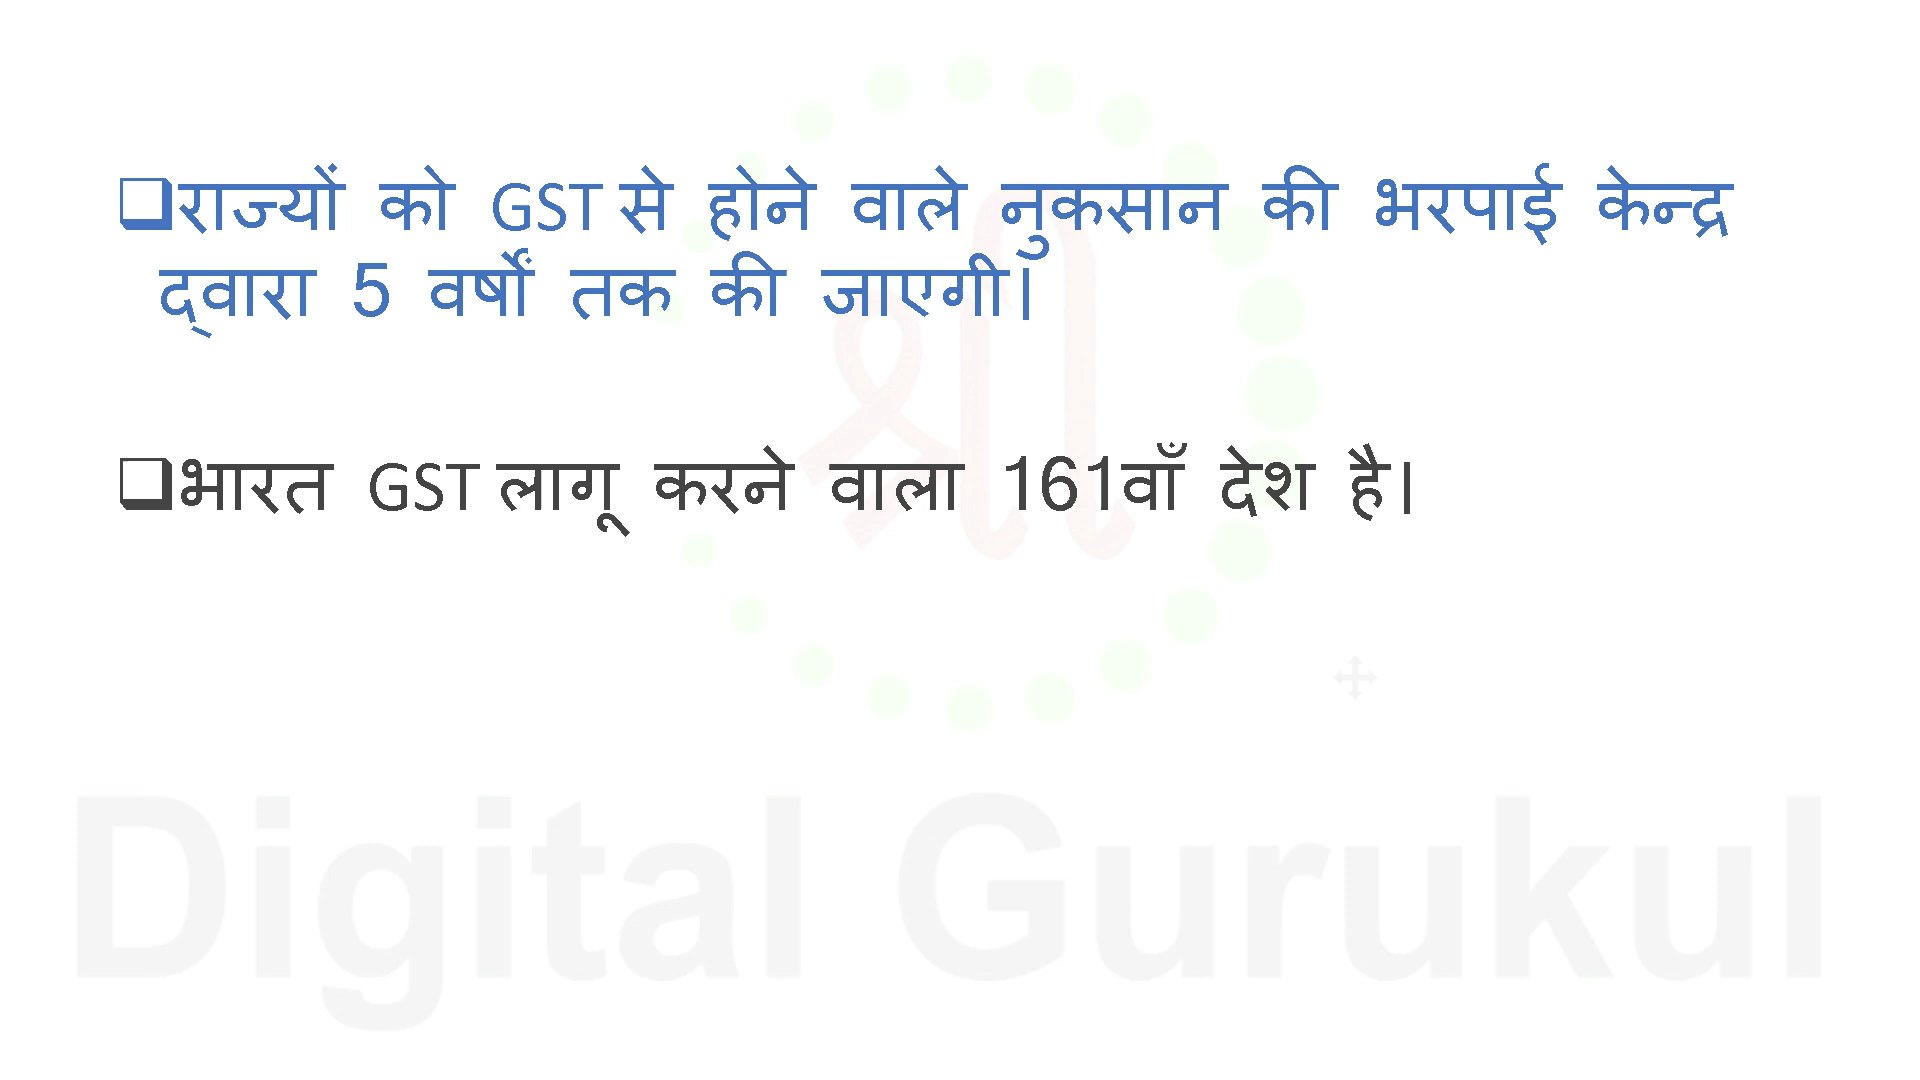 ❑राज्यों को GST से होने वाले नुकसान की भरपाई केन्द्र
द्वारा 5 वर्षों तक की जाएगी।
❑भारत GST लागू करने वाला 161वाँ देश है।
श्री
Digital Gurukul